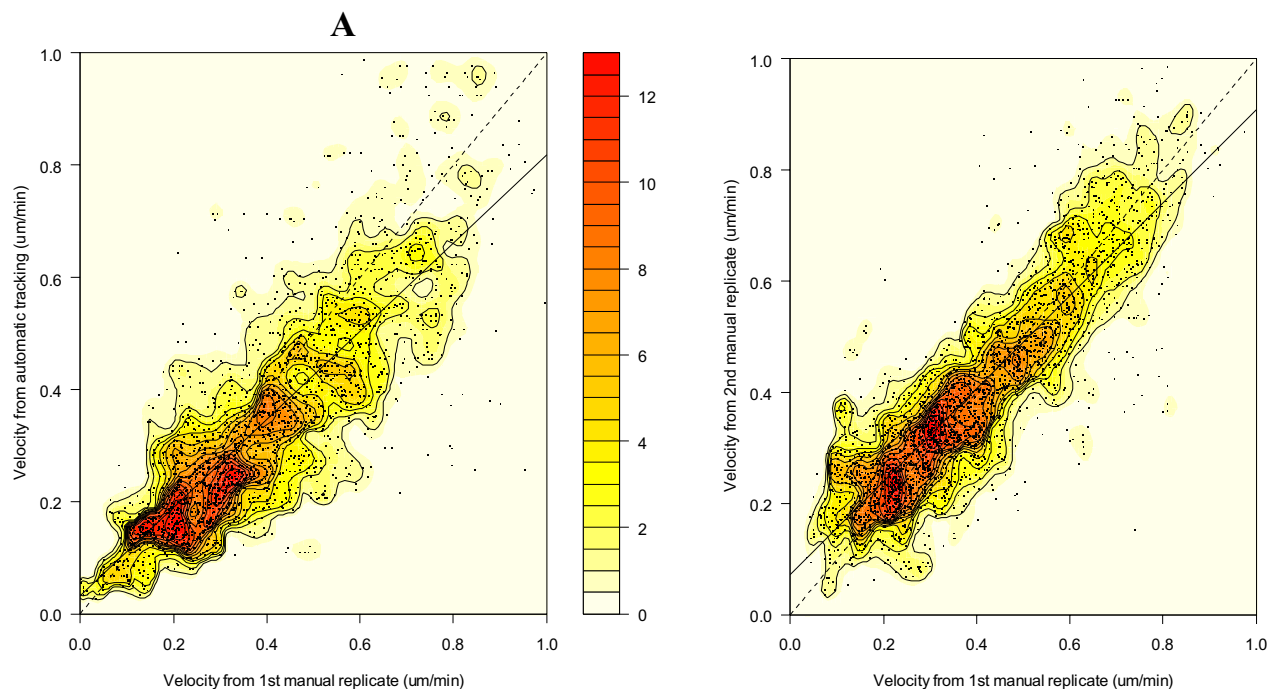 A
1.0
0.8
0.6
0.4
0.2
0.0
Velocity from automatic tracking (um/min)
0.0 0.2 0.4 0.6 0.8 1.0
Velocity from 1st manual replicate (um/min)
12
10
8
6
4
2
0
1.0
0.8
0.6
0.4
0.2
0.0
Velocity from 2nd manual replicate (um/min)
0.0 0.2 0.4 0.6 0.8 1.0
Velocity from 1st manual replicate (um/min)